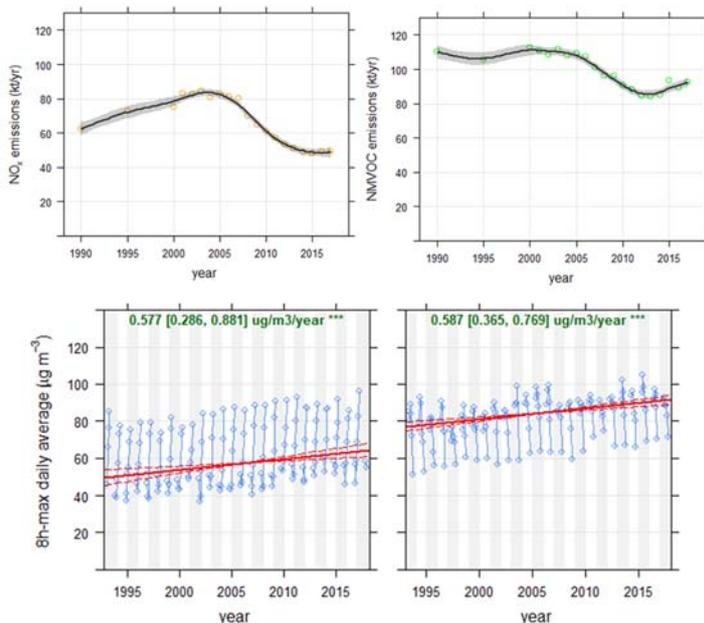 120
100
80
60
40
20
NOx emissions (kt/yr)
1990 1995 2000 2005 2010 2015
year
120
100
80
60
40
20
NMVOC emissions (kt/yr)
1990 1995 2000 2005 2010 2015
year
0.577 [0.286, 0.881] ug/m3/year ***
140
120
100
80
60
40
20
8h-max daily average (µg m⁻³)
1995 2000 2005 2010 2015
year
0.587 [0.365, 0.769] ug/m3/year ***
1995 2000 2005 2010 2015
year